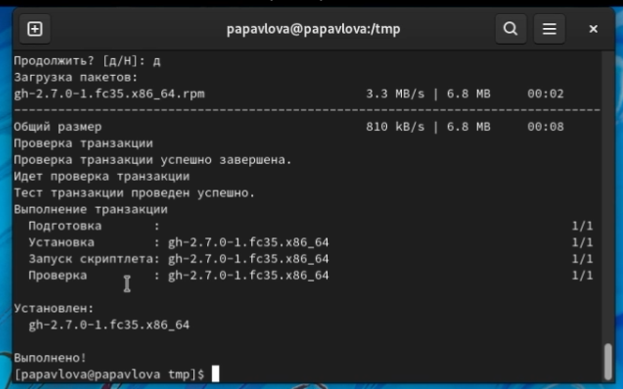 papavlova@papavlova:/tmp
Продолжить? [д/Н]: д
Загрузка пакетов:
gh-2.7.0-1.fc35.x86_64.rpm 3.3 MB/s | 6.8 MB 00:02
--------------------------------------------------------------------------------
Общий размер 810 kB/s | 6.8 MB 00:08
Проверка транзакции
Проверка транзакции успешно завершена.
Идет проверка транзакции
Тест транзакции проведен успешно.
Выполнение транзакции
Подготовка : 1/1
Установка : gh-2.7.0-1.fc35.x86_64 1/1
Запуск скриптлета: gh-2.7.0-1.fc35.x86_64 1/1
Проверка : gh-2.7.0-1.fc35.x86_64 1/1
Установлен:
gh-2.7.0-1.fc35.x86_64
Выполнено!
[papavlova@papavlova tmp]$